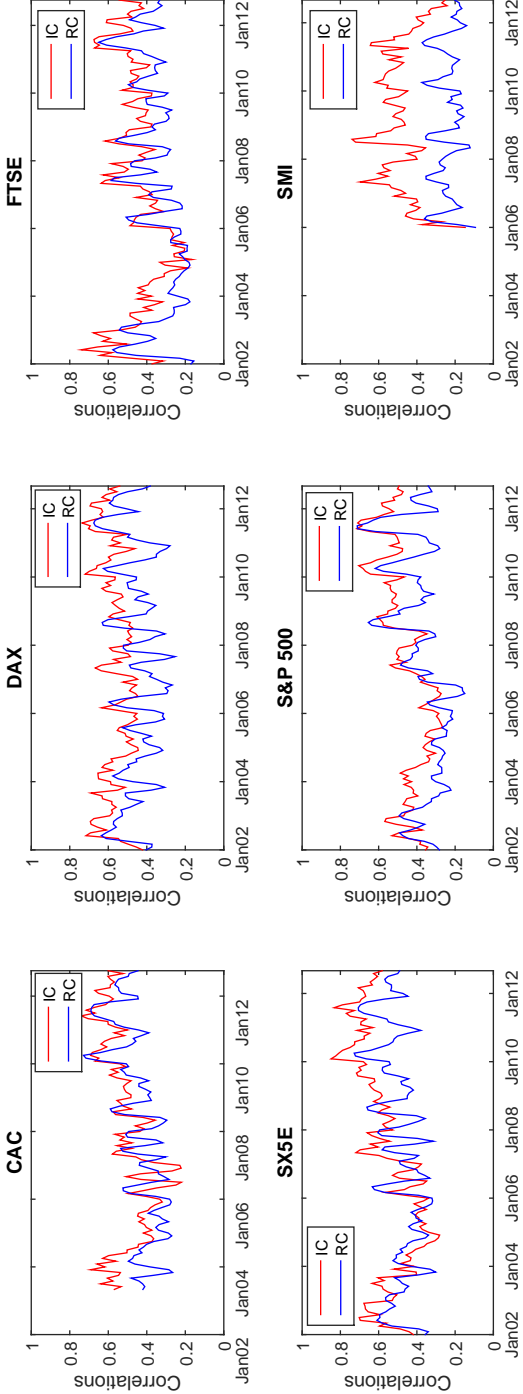 CAC
Correlations
1
0.8
0.6
0.4
0.2
0
Jan02
Jan04
Jan06
Jan08
Jan10
Jan12
IC
RC
DAX
Correlations
1
0.8
0.6
0.4
0.2
0
Jan02
Jan04
Jan06
Jan08
Jan10
Jan12
IC
RC
FTSE
Correlations
1
0.8
0.6
0.4
0.2
0
Jan02
Jan04
Jan06
Jan08
Jan10
Jan12
IC
RC
SX5E
Correlations
1
0.8
0.6
0.4
0.2
0
Jan02
Jan04
Jan06
Jan08
Jan10
Jan12
IC
RC
S&P 500
Correlations
1
0.8
0.6
0.4
0.2
0
Jan02
Jan04
Jan06
Jan08
Jan10
Jan12
IC
RC
SMI
Correlations
1
0.8
0.6
0.4
0.2
0
Jan02
Jan04
Jan06
Jan08
Jan10
Jan12
IC
RC